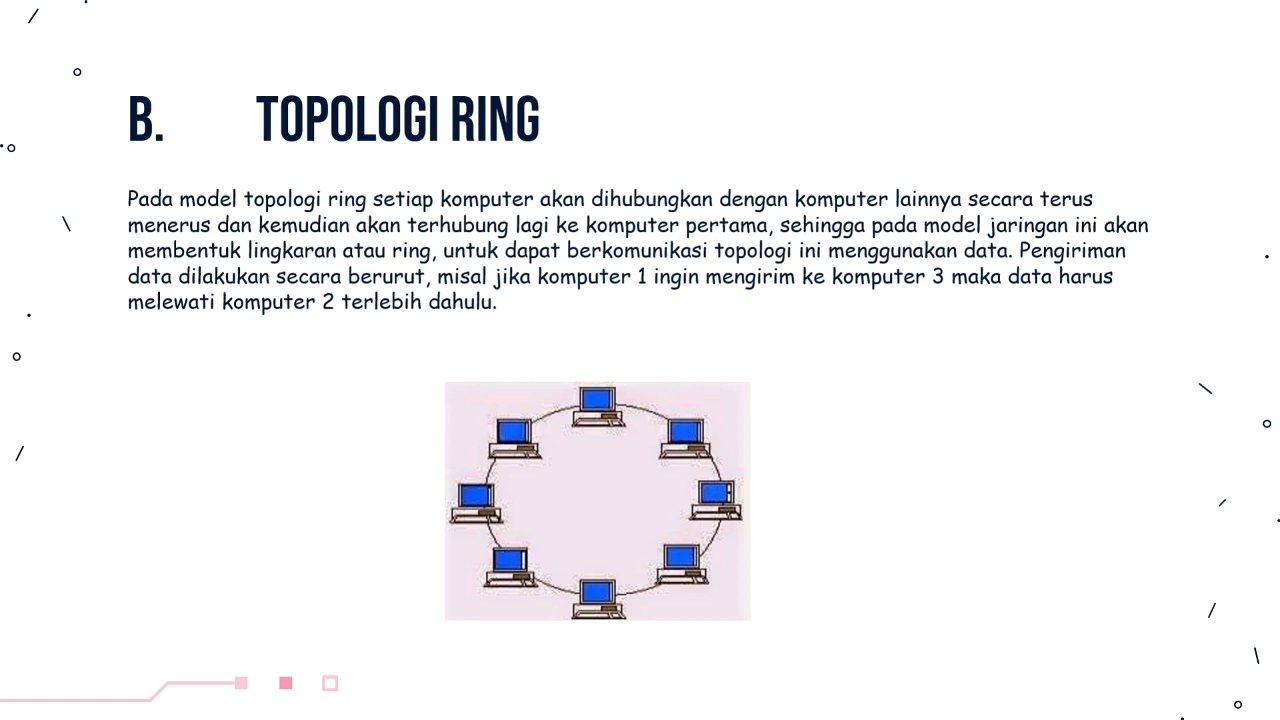 B. TOPOLOGI RING
Pada model topologi ring setiap komputer akan dihubungkan dengan komputer lainnya secara terus
menerus dan kemudian akan terhubung lagi ke komputer pertama, sehingga pada model jaringan ini akan
membentuk lingkaran atau ring, untuk dapat berkomunikasi topologi ini menggunakan data. Pengiriman
data dilakukan secara berurut, misal jika komputer 1 ingin mengirim ke komputer 3 maka data harus
melewati komputer 2 terlebih dahulu.